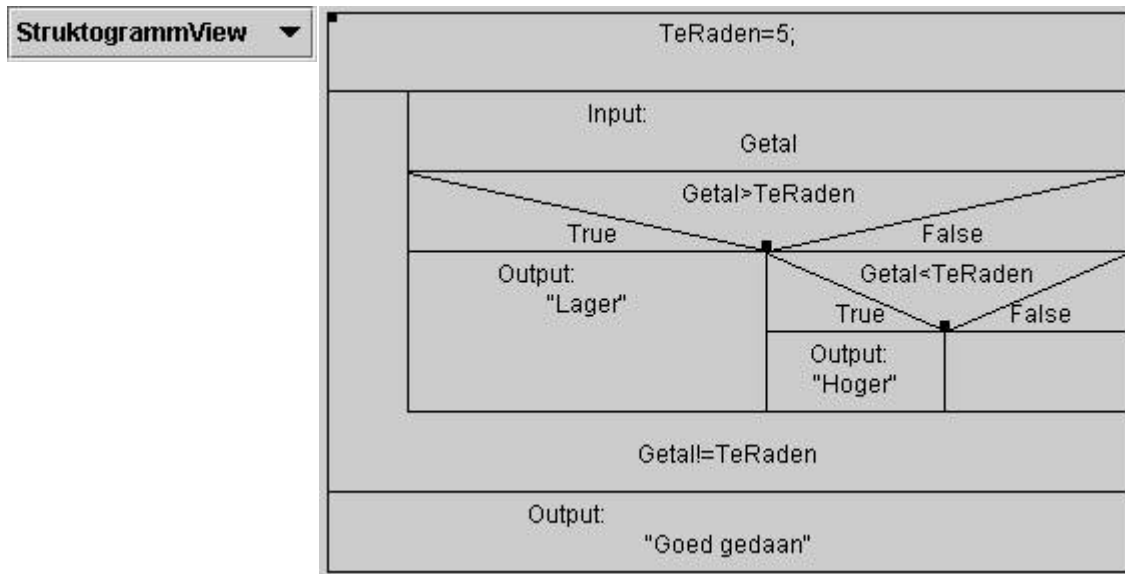 StruktogrammView
TeRaden=5;
Input:
Getal
Getal>TeRaden
True
False
Output:
"Lager"
Getal<TeRaden
True
False
Output:
"Hoger"
Getal!=TeRaden
Output:
"Goed gedaan"